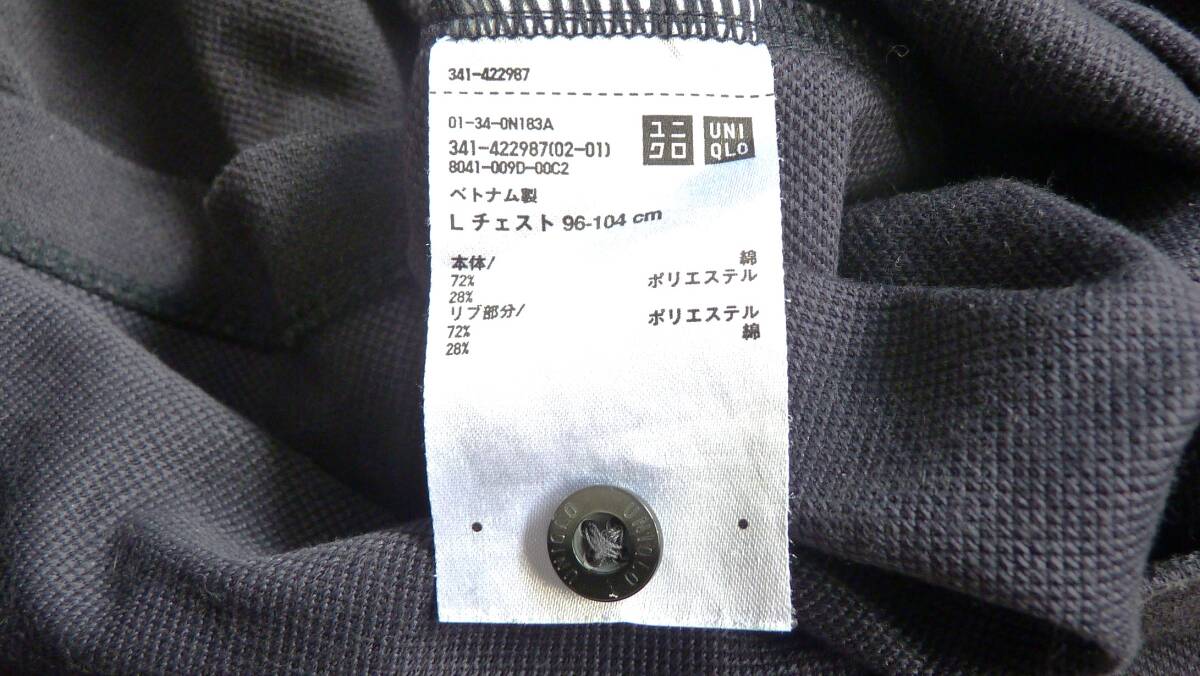 341-422987
01-34-0N183A
341-422987(02-01)
8041-009D-00C2
ユニ
クロ
UNI
QLO
ベトナム製
L チェスト 96-104 cm
本体/ 綿
72% ポリエステル
28%
リブ部分/ ポリエステル
72% 綿
28%
UNIQLO UNIQLO